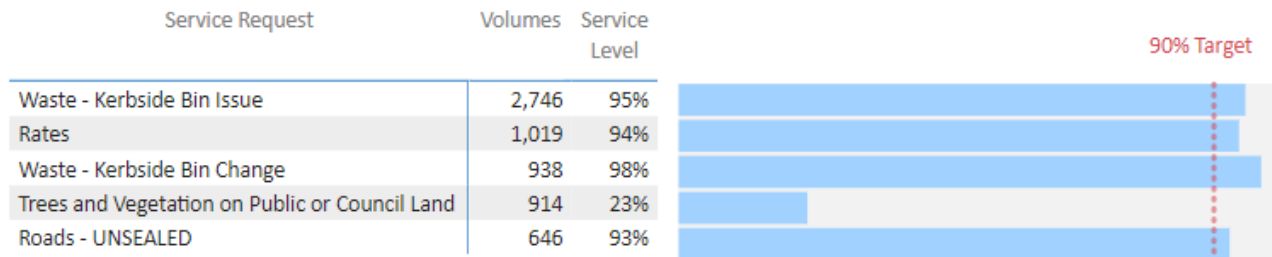 Service Request Volumes Service Level
90% Target
Waste - Kerbside Bin Issue 2,746 95%
Rates 1,019 94%
Waste - Kerbside Bin Change 938 98%
Trees and Vegetation on Public or Council Land 914 23%
Roads - UNSEALED 646 93%